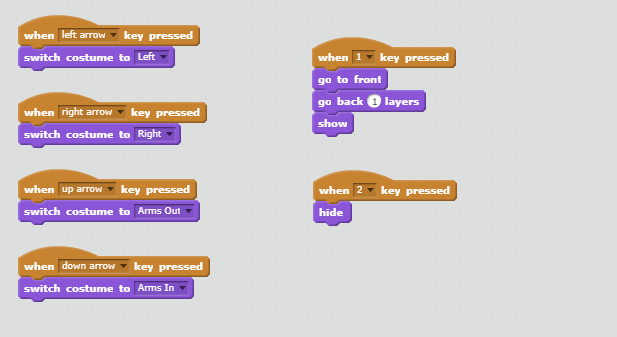 when left arrow key pressed
switch costume to Left
when right arrow key pressed
switch costume to Right
when up arrow key pressed
switch costume to Arms Out
when down arrow key pressed
switch costume to Arms In
when 1 key pressed
go to front
go back 1 layers
show
when 2 key pressed
hide